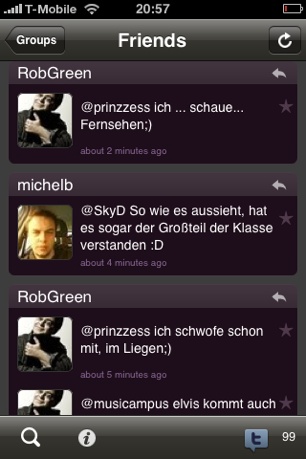 T-Mobile 20:57
Groups Friends
RobGreen
@prinzzess ich ... schaue...
Fernsehen;)
about 2 minutes ago
michelb
@SkyD So wie es aussieht, hat
es sogar der Großteil der Klasse
verstanden :D
about 4 minutes ago
RobGreen
@prinzzess ich schwofe schon
mit, im Liegen;)
about 5 minutes ago
@musicampus elvis kommt auch
99